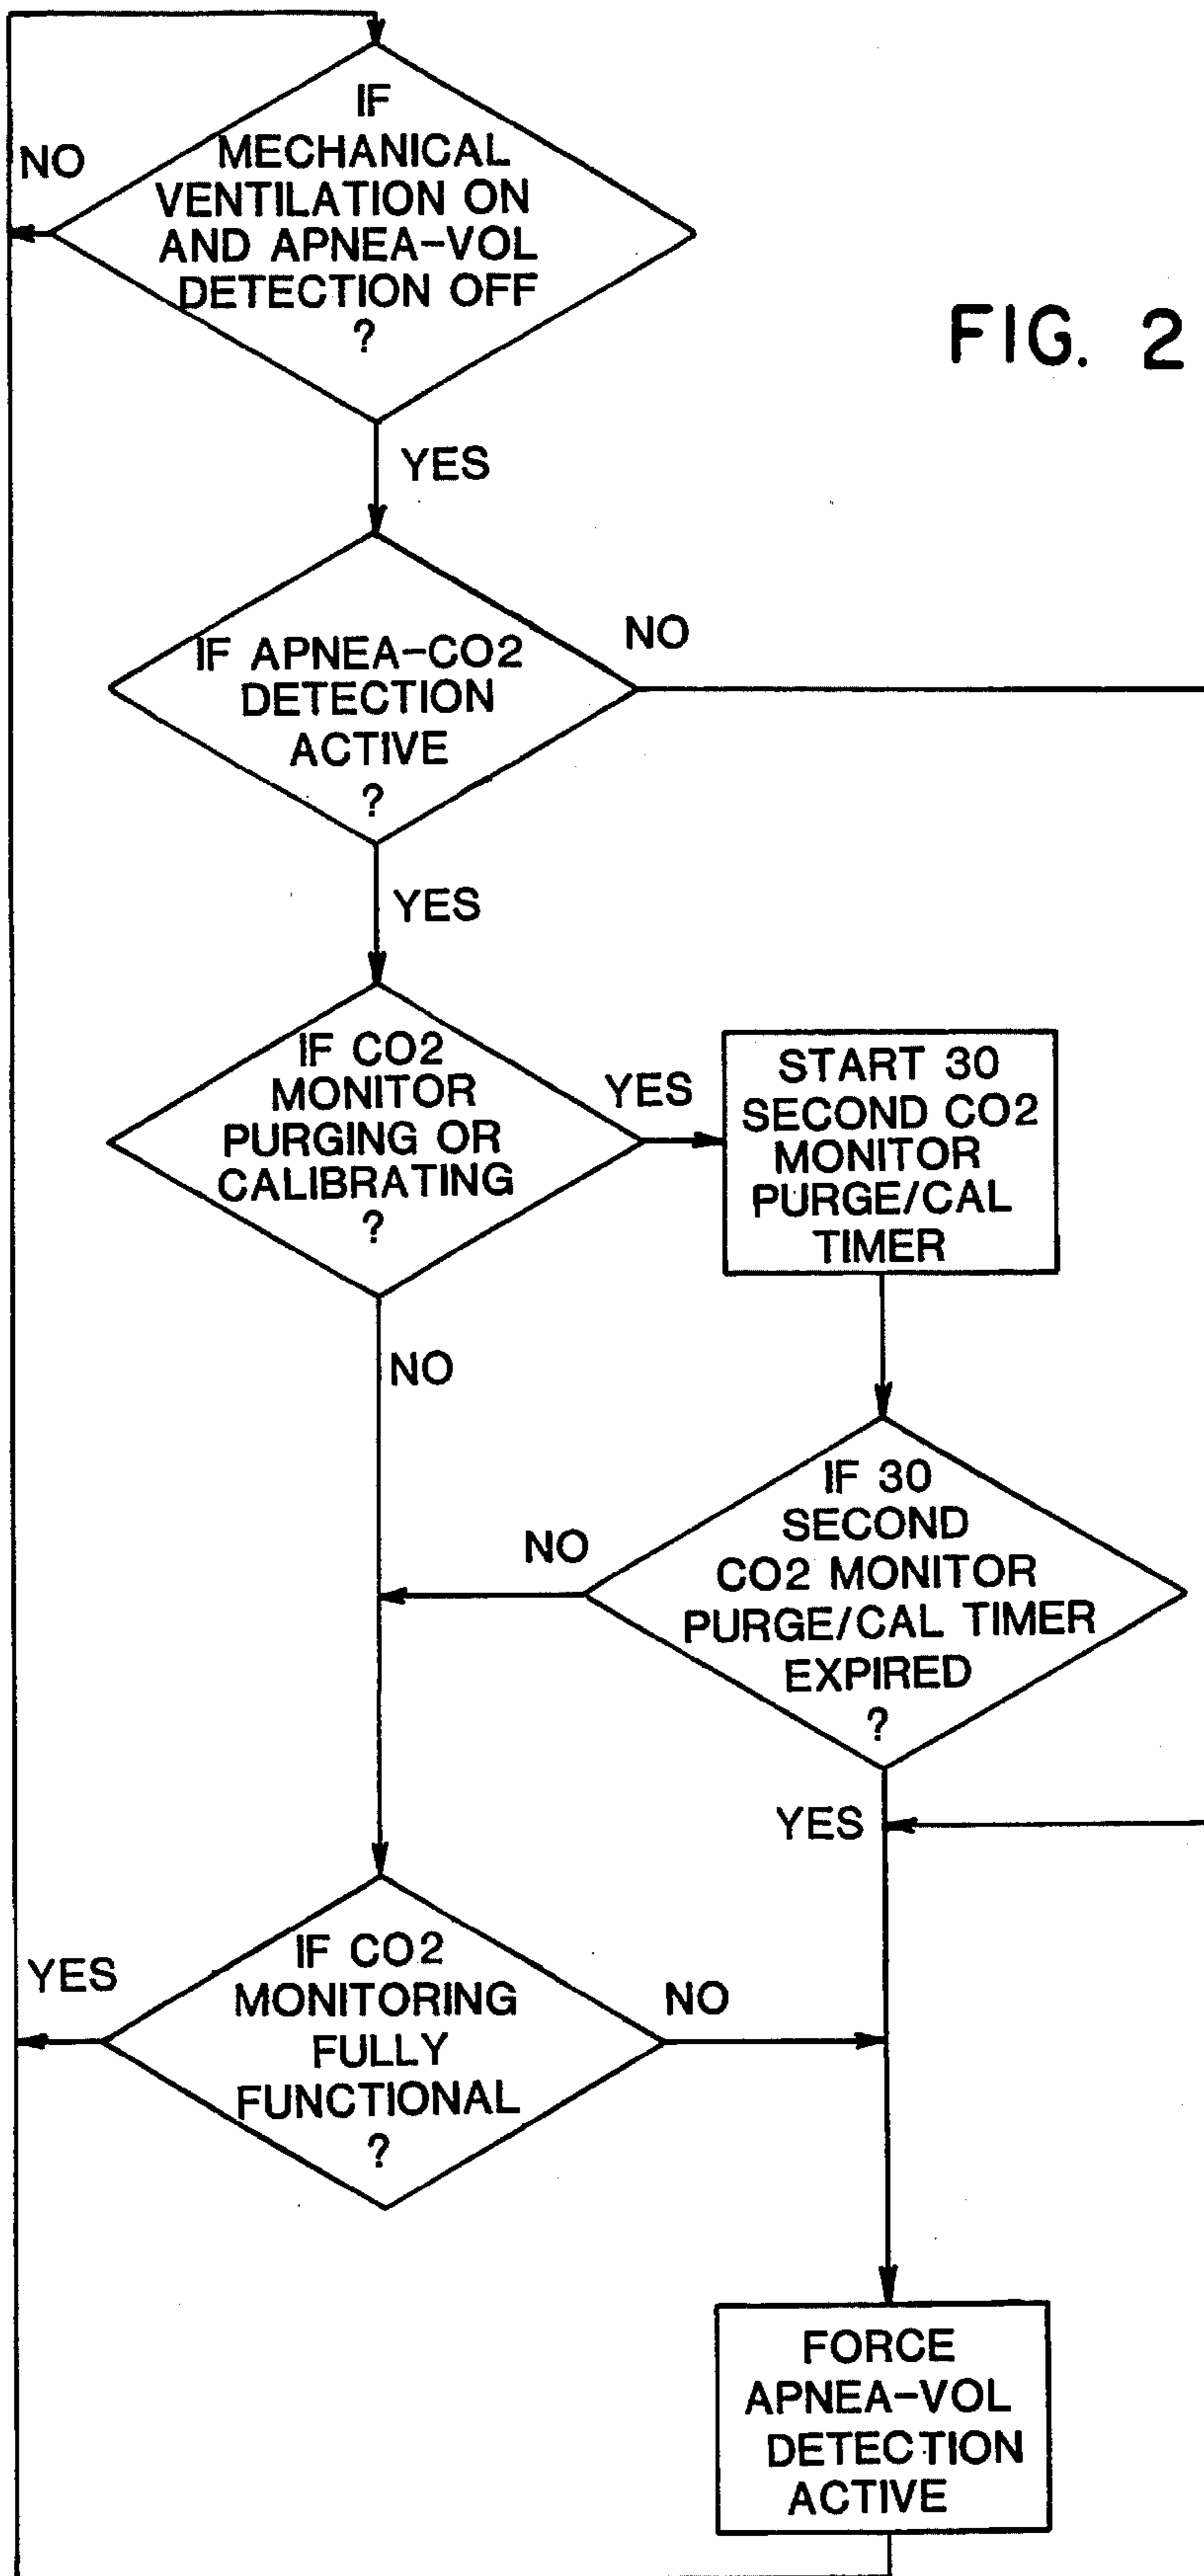 IF
MECHANICAL
VENTILATION ON
AND APNEA-VOL
DETECTION OFF
?
NO
FIG. 2
YES
IF APNEA-CO2
DETECTION
ACTIVE
?
NO
YES
IF CO2
MONITOR
PURGING OR
CALIBRATING
?
YES
START 30
SECOND CO2
MONITOR
PURGE/CAL
TIMER
NO
IF 30
SECOND
CO2 MONITOR
PURGE/CAL TIMER
EXPIRED
?
NO
YES
IF CO2
MONITORING
FULLY
FUNCTIONAL
?
YES
NO
FORCE
APNEA-VOL
DETECTION
ACTIVE